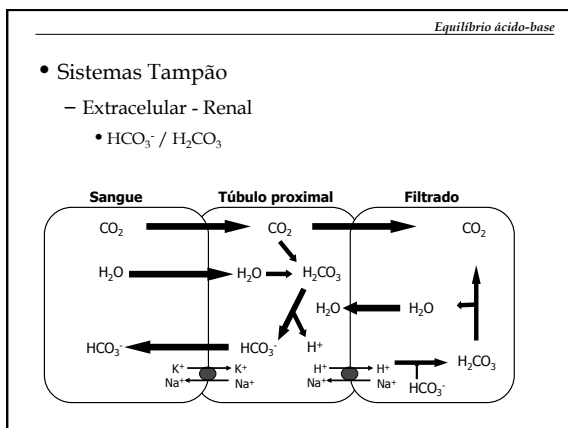 Equilíbrio ácido-base
• Sistemas Tampão
– Extracelular - Renal
• HCO₃⁻ / H₂CO₃
Sangue Túbulo proximal Filtrado
CO₂ CO₂ CO₂
H₂O H₂O H₂CO₃
H₂O H₂O
HCO₃⁻ HCO₃⁻ H⁺ H₂CO₃
K⁺ K⁺ H⁺ H⁺
Na⁺ Na⁺ Na⁺ Na⁺ HCO₃⁻